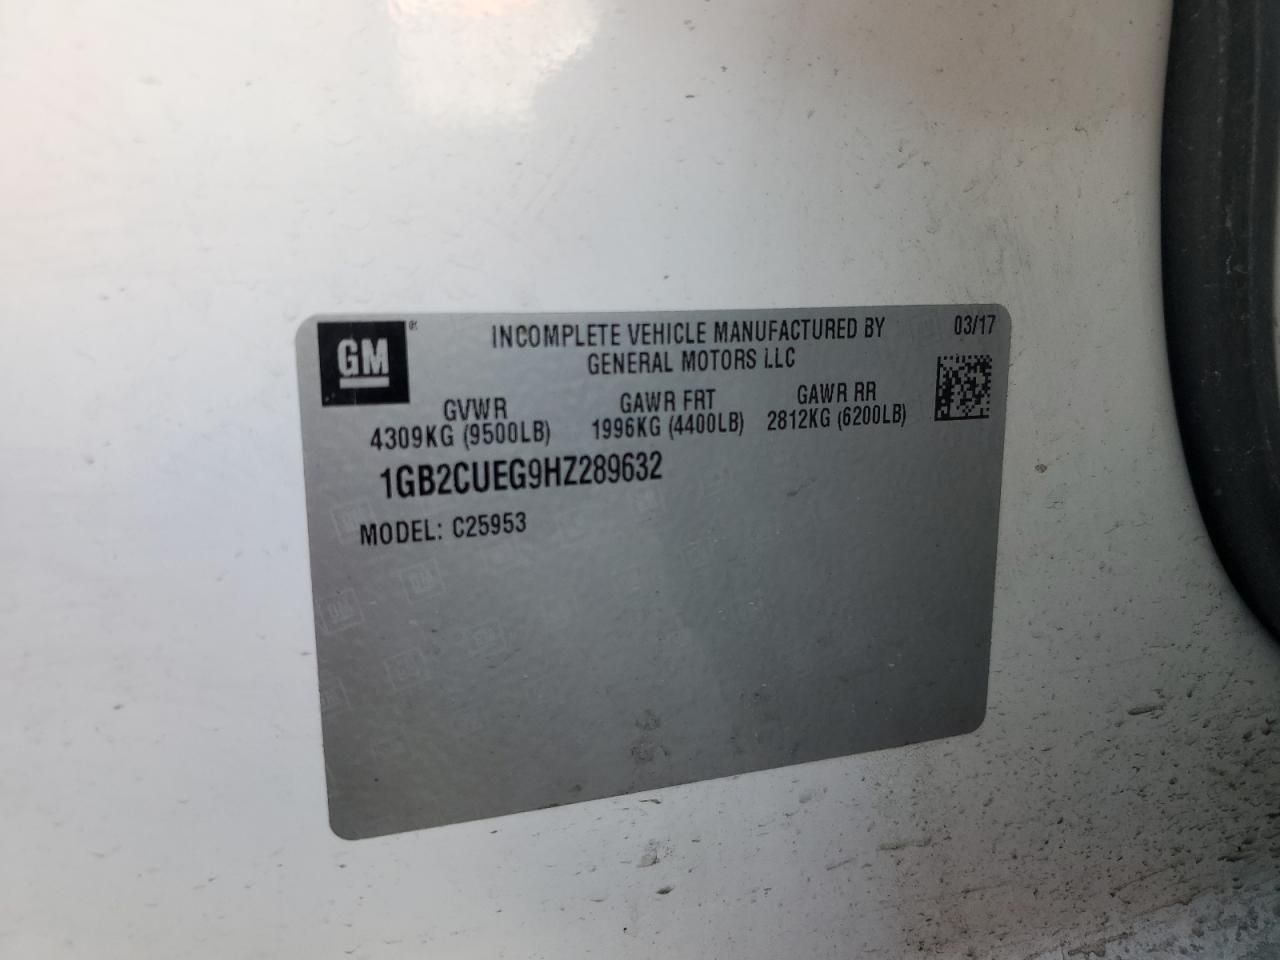 GM ®
INCOMPLETE VEHICLE MANUFACTURED BY 03/17
GENERAL MOTORS LLC
GVWR GAWR FRT GAWR RR
4309KG (9500LB) 1996KG (4400LB) 2812KG (6200LB)
1GB2CUEG9HZ289632
MODEL: C25953